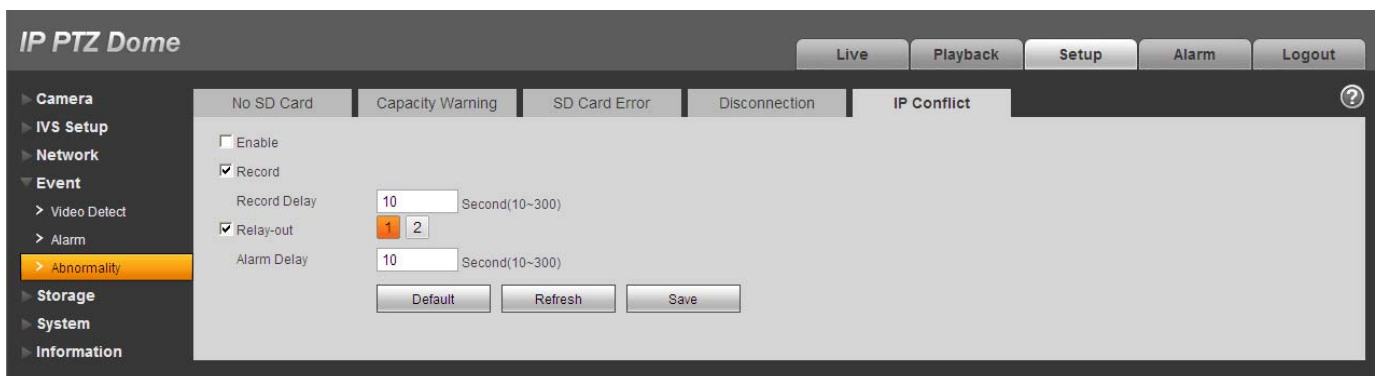 IP PTZ Dome
Live Playback Setup Alarm Logout
Camera
IVS Setup
Network
Event
> Video Detect
> Alarm
> Abnormality
Storage
System
Information
No SD Card Capacity Warning SD Card Error Disconnection IP Conflict ?
Enable
Record
Record Delay 10 Second(10~300)
Relay-out 1 2
Alarm Delay 10 Second(10~300)
Default Refresh Save